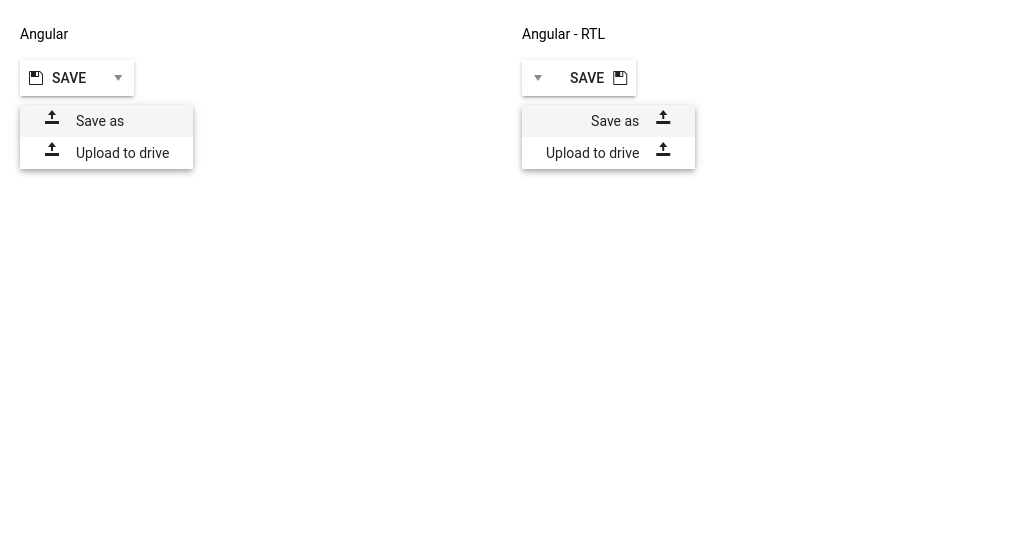 Angular
SAVE
Save as
Upload to drive
Angular - RTL
SAVE
Save as
Upload to drive